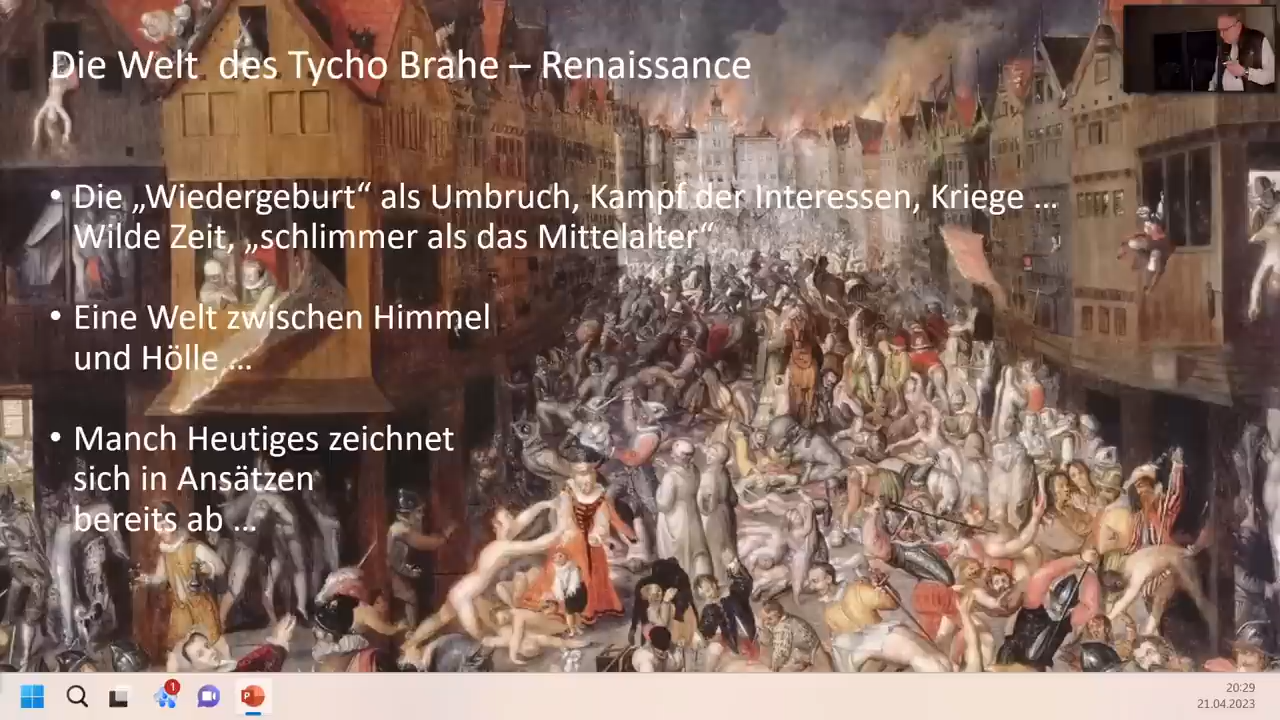 Die Welt des Tycho Brahe – Renaissance
• Die „Wiedergeburt“ als Umbruch, Kampf der Interessen, Kriege ...
Wilde Zeit, „schlimmer als das Mittelalter“
• Eine Welt zwischen Himmel
und Hölle ...
• Manch Heutiges zeichnet
sich in Ansätzen
bereits ab ...
1
P
20:29
21.04.2023